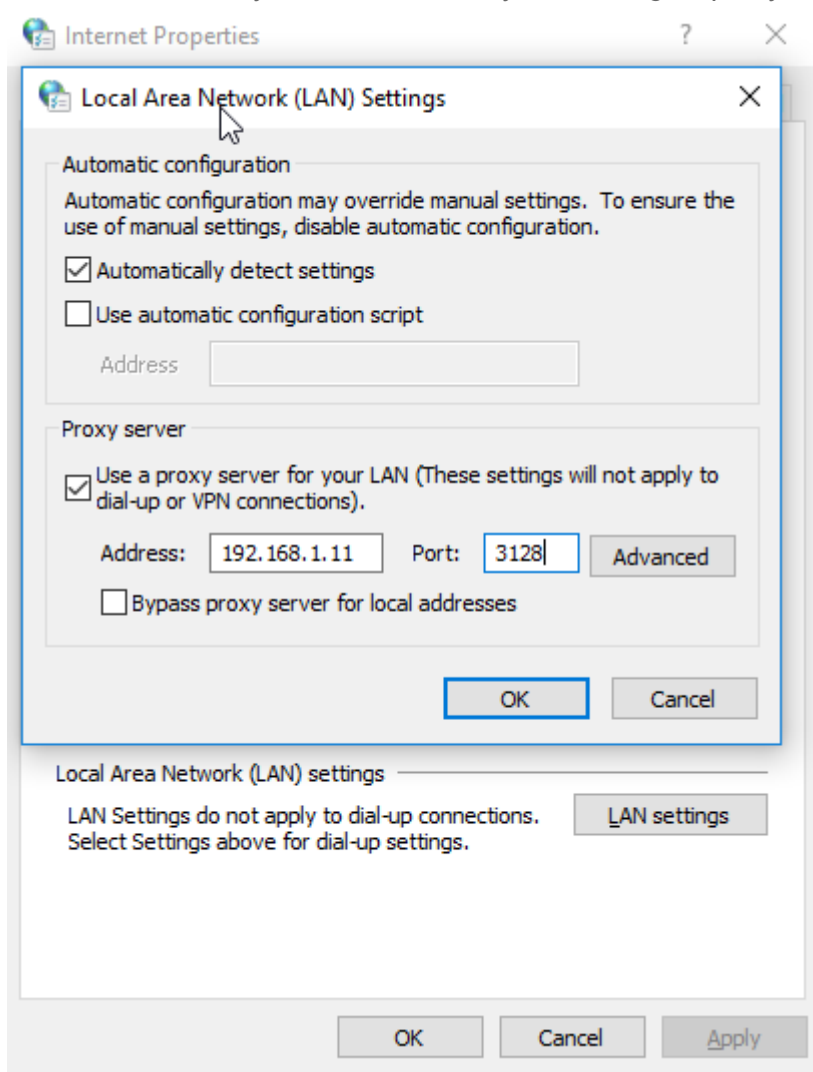 Internet Properties
?
Local Area Network (LAN) Settings
Automatic configuration
Automatic configuration may override manual settings. To ensure the
use of manual settings, disable automatic configuration.
Automatically detect settings
Use automatic configuration script
Address
Proxy server
Use a proxy server for your LAN (These settings will not apply to
dial-up or VPN connections).
Address: 192.168.1.11 Port: 3128 Advanced
Bypass proxy server for local addresses
OK Cancel
Local Area Network (LAN) settings
LAN Settings do not apply to dial-up connections. LAN settings
Select Settings above for dial-up settings.
OK Cancel Apply